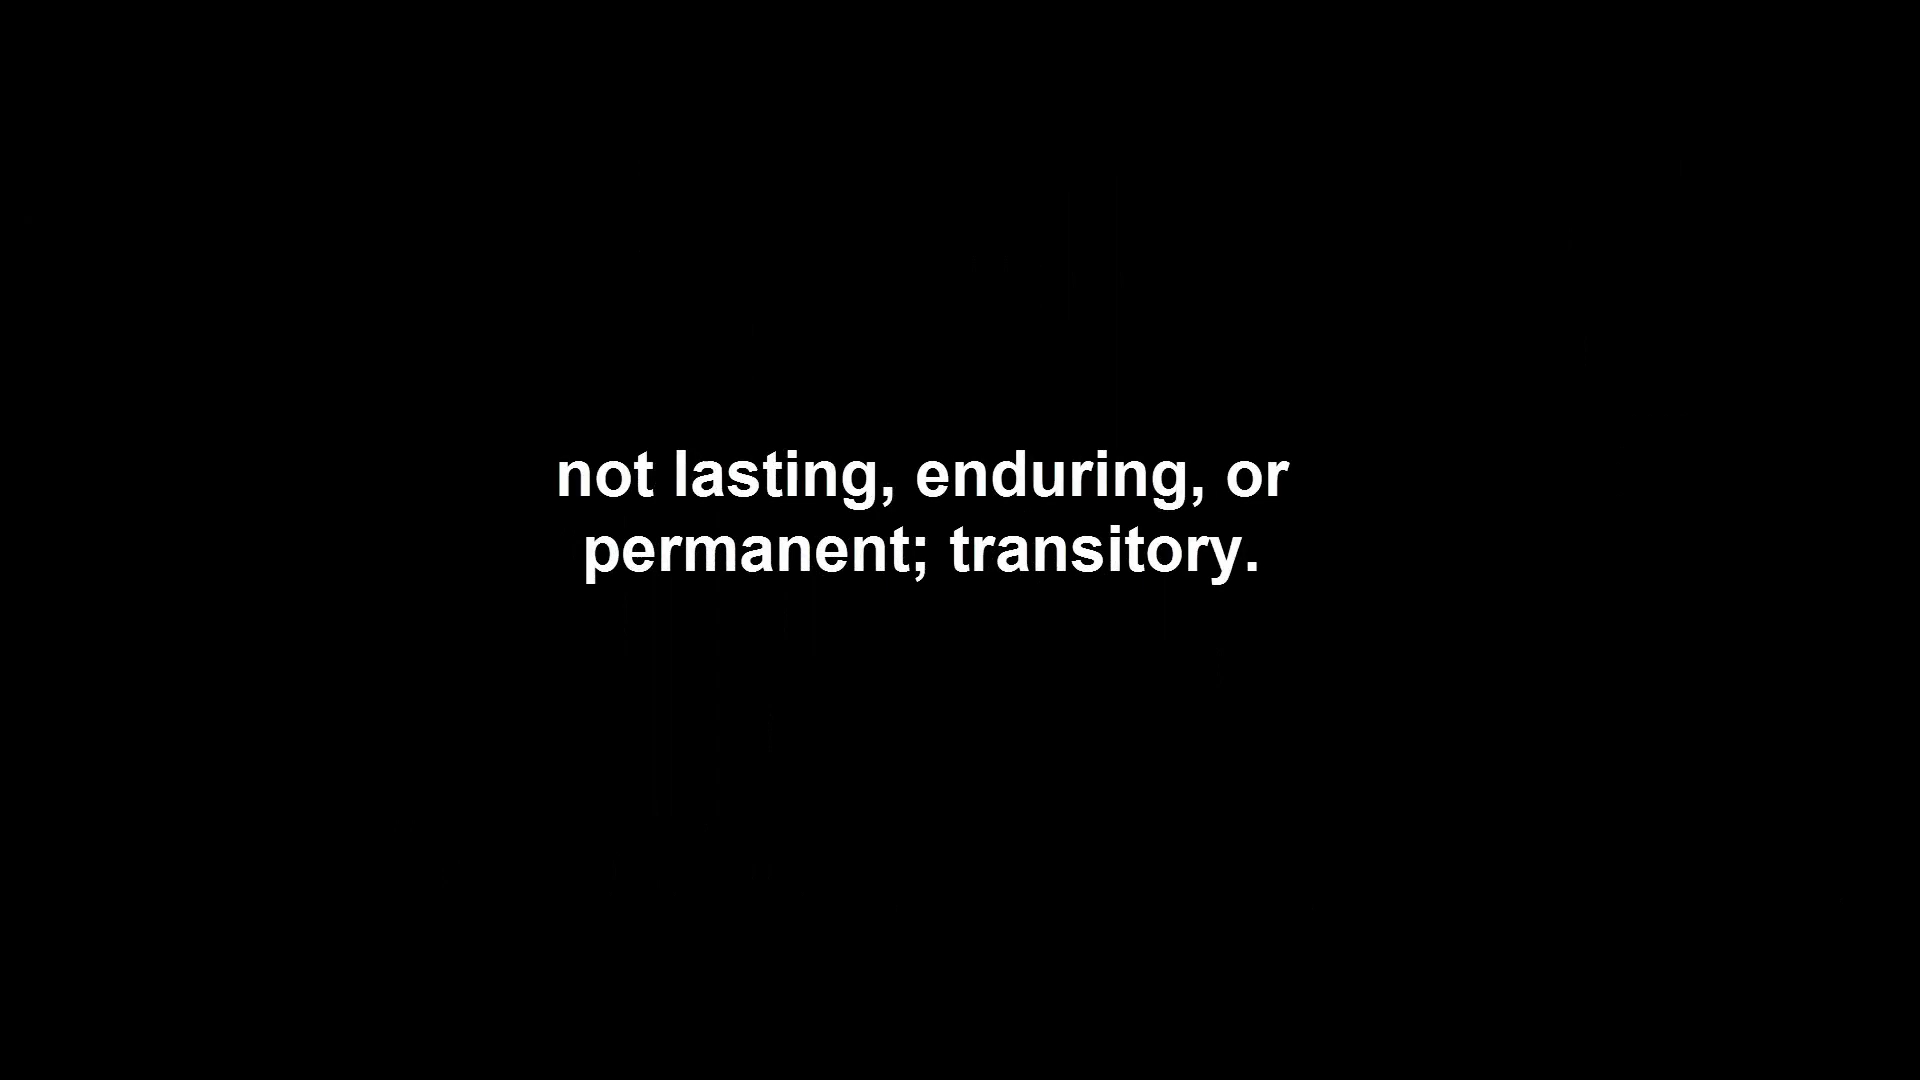 not lasting, enduring, or
permanent; transitory.